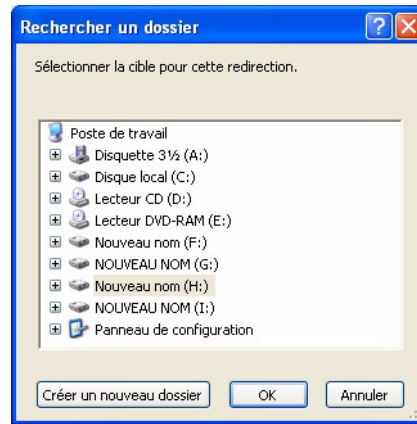 Rechercher un dossier
Sélectionner la cible pour cette redirection.
Poste de travail
Disquette 3½ (A:)
Disque local (C:)
Lecteur CD (D:)
Lecteur DVD-RAM (E:)
Nouveau nom (F:)
NOUVEAU NOM (G:)
Nouveau nom (H:)
NOUVEAU NOM (I:)
Panneau de configuration
Créer un nouveau dossier OK Annuler